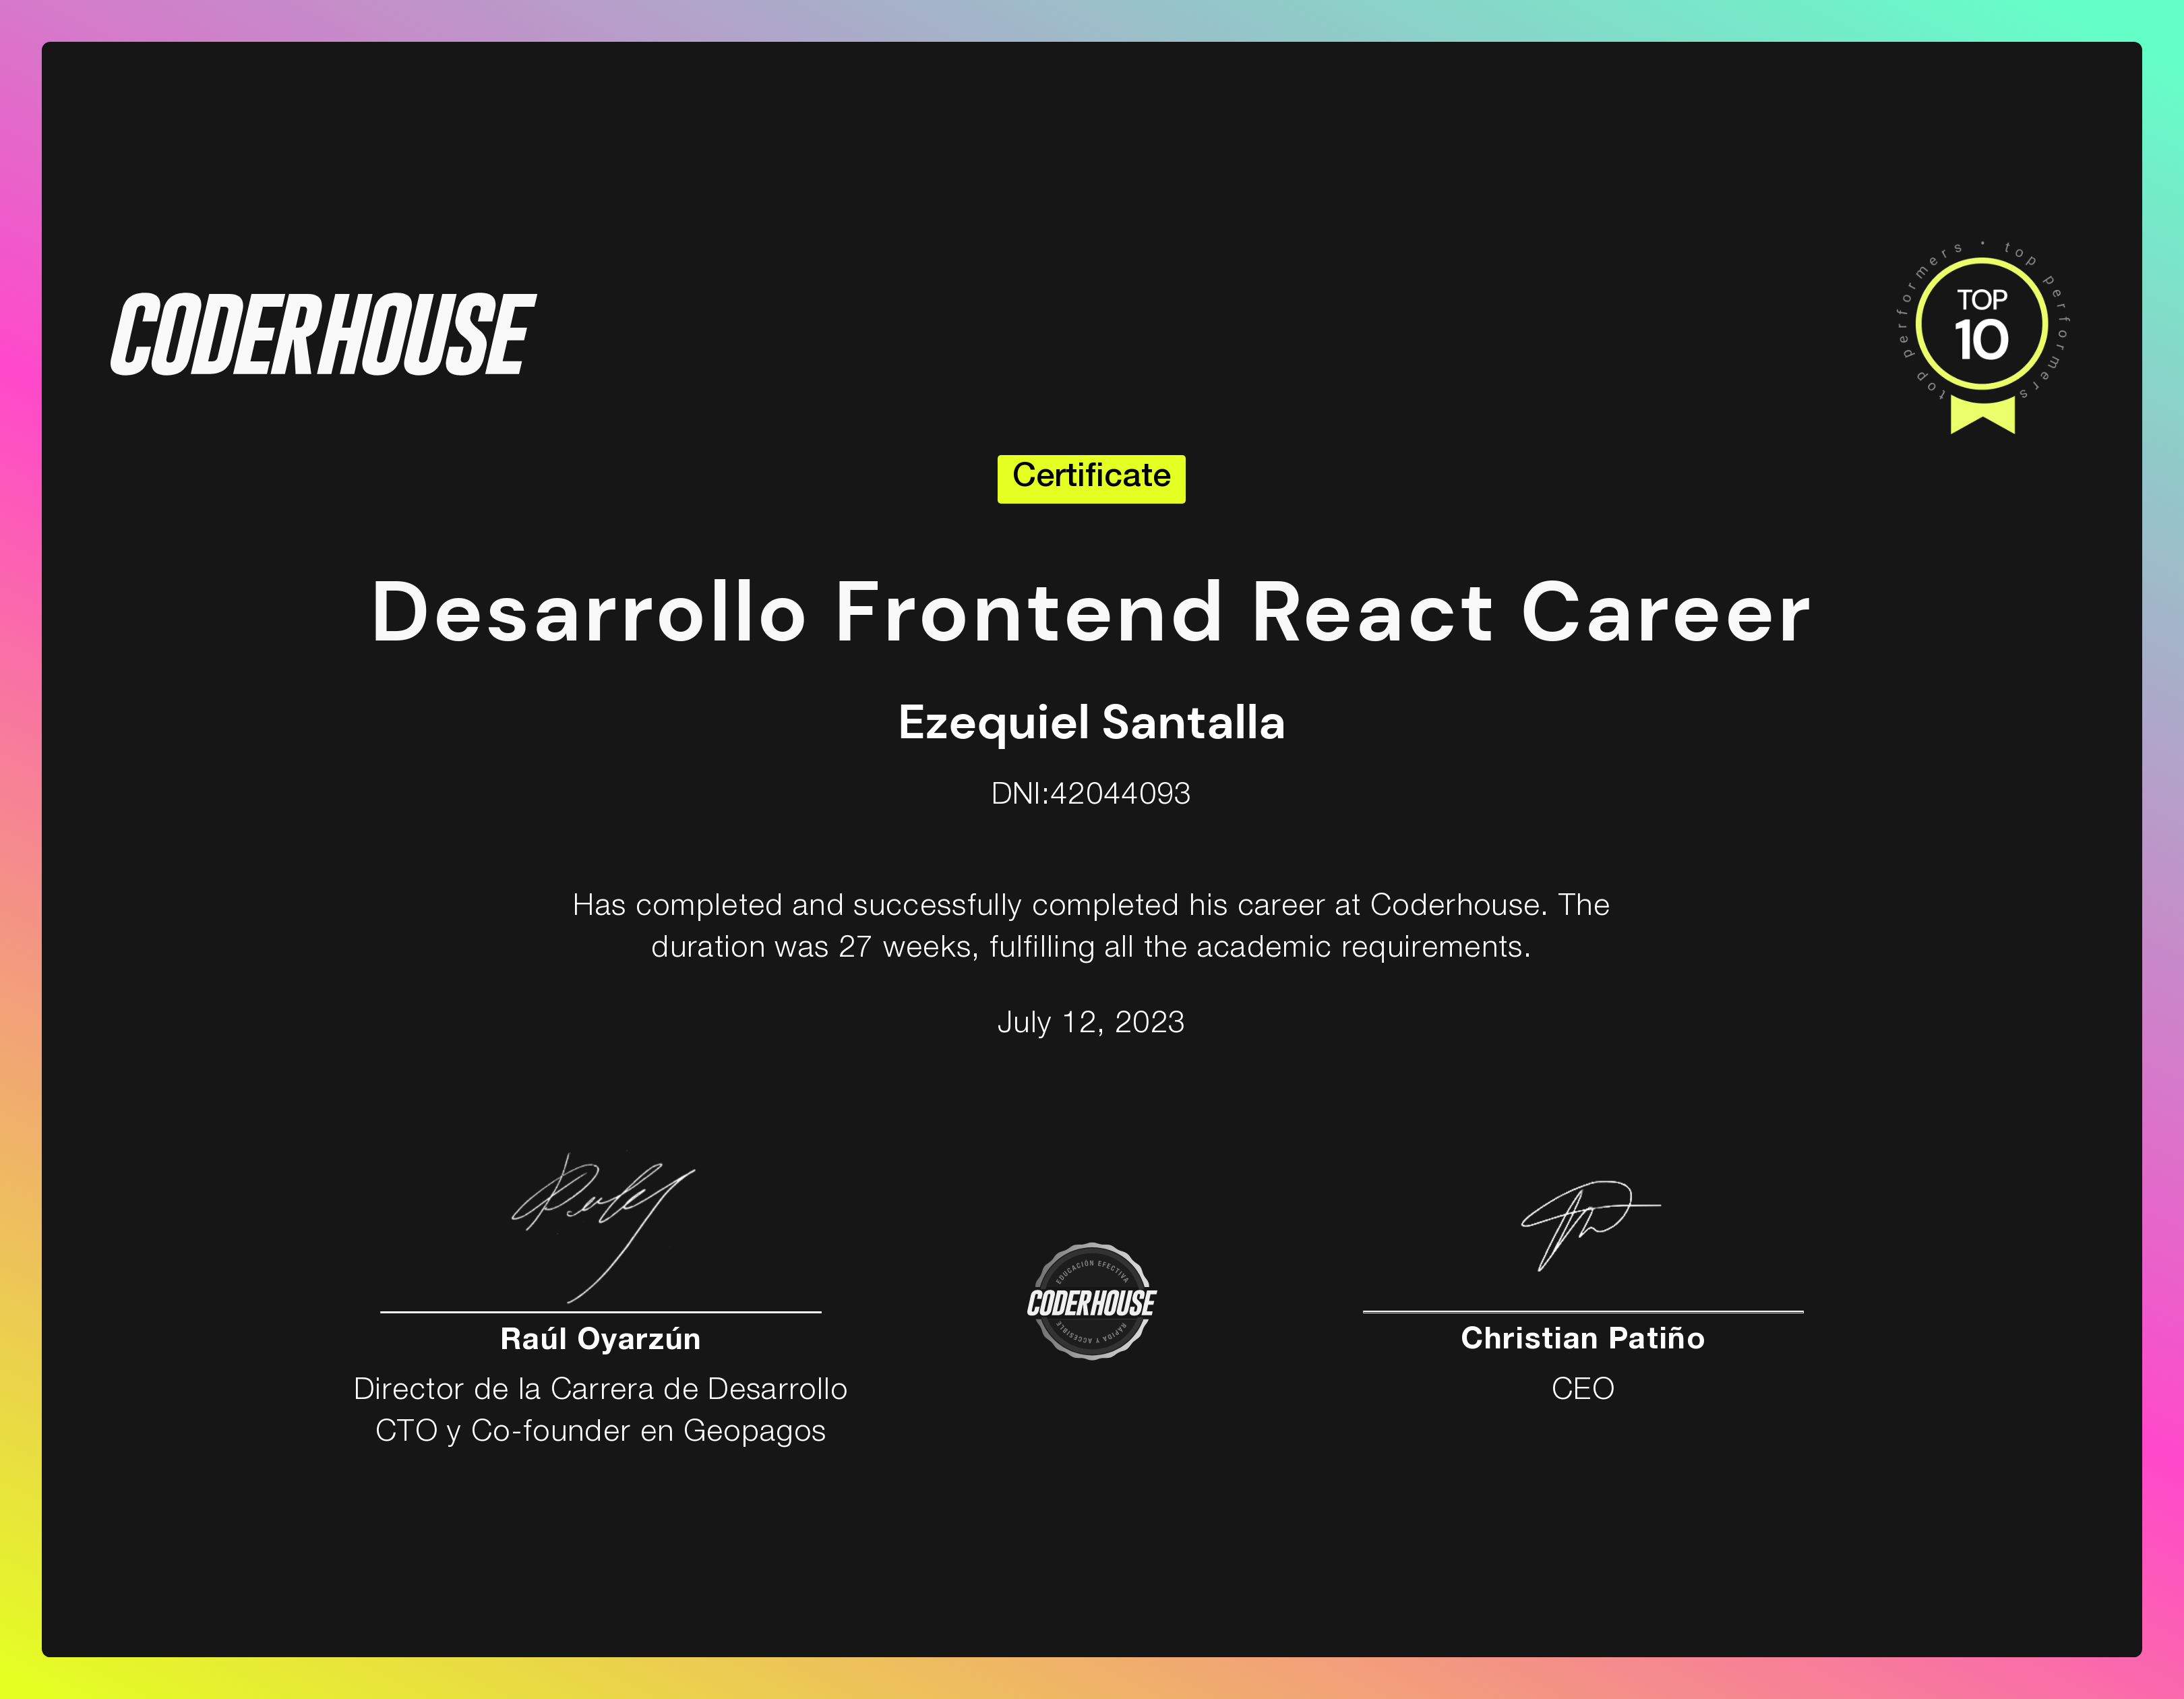 CODERHOUSE
top performers • top performers
TOP
10
Certificate
Desarrollo Frontend React Career
Ezequiel Santalla
DNI:42044093
Has completed and successfully completed his career at Coderhouse. The
duration was 27 weeks, fulfilling all the academic requirements.
July 12, 2023
Raúl Oyarzún
Director de la Carrera de Desarrollo
CTO y Co-founder en Geopagos
EDUCACIÓN EFECTIVA
CODERHOUSE
RÁPIDA Y ACCESIBLE
Christian Patiño
CEO